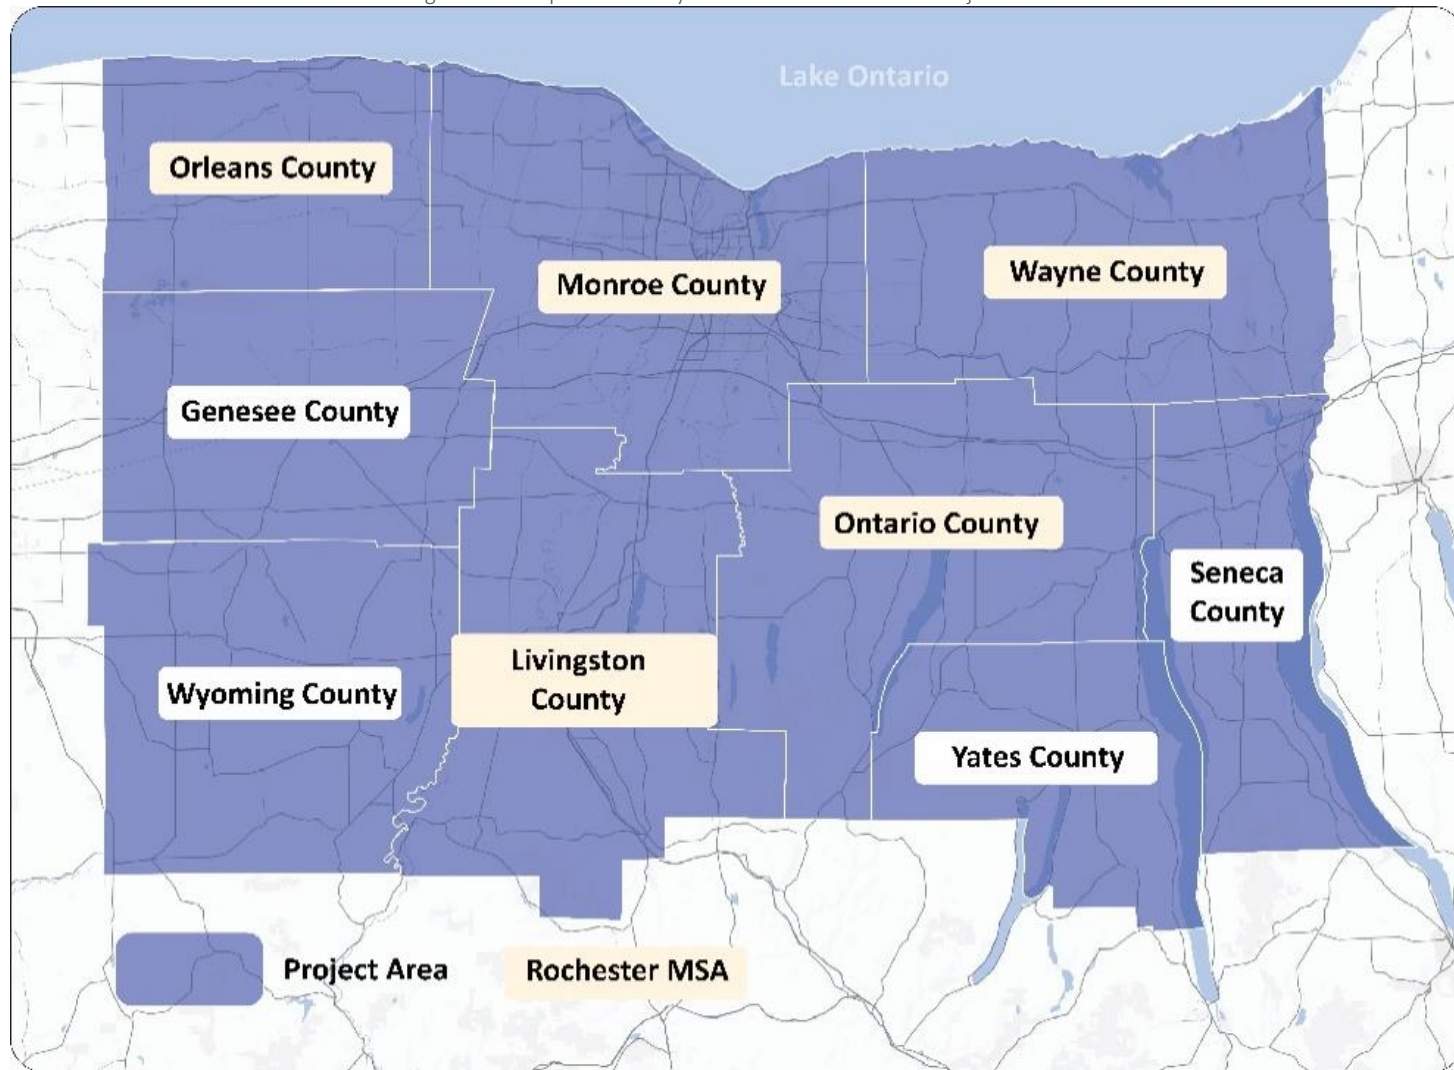 Lake Ontario
Orleans County
Monroe County
Wayne County
Genesee County
Ontario County
Seneca
County
Livingston
County
Wyoming County
Yates County
Project Area
Rochester MSA